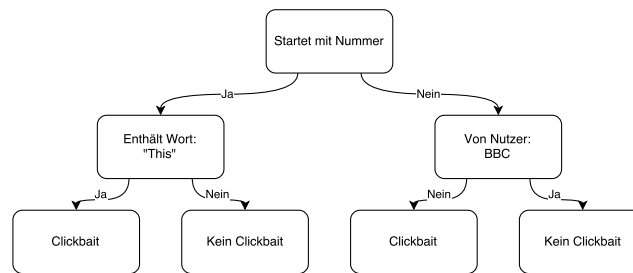 Startet mit Nummer
Ja
Nein
Enthält Wort:
"This"
Von Nutzer:
BBC
Ja
Nein
Nein
Ja
Clickbait
Kein Clickbait
Clickbait
Kein Clickbait